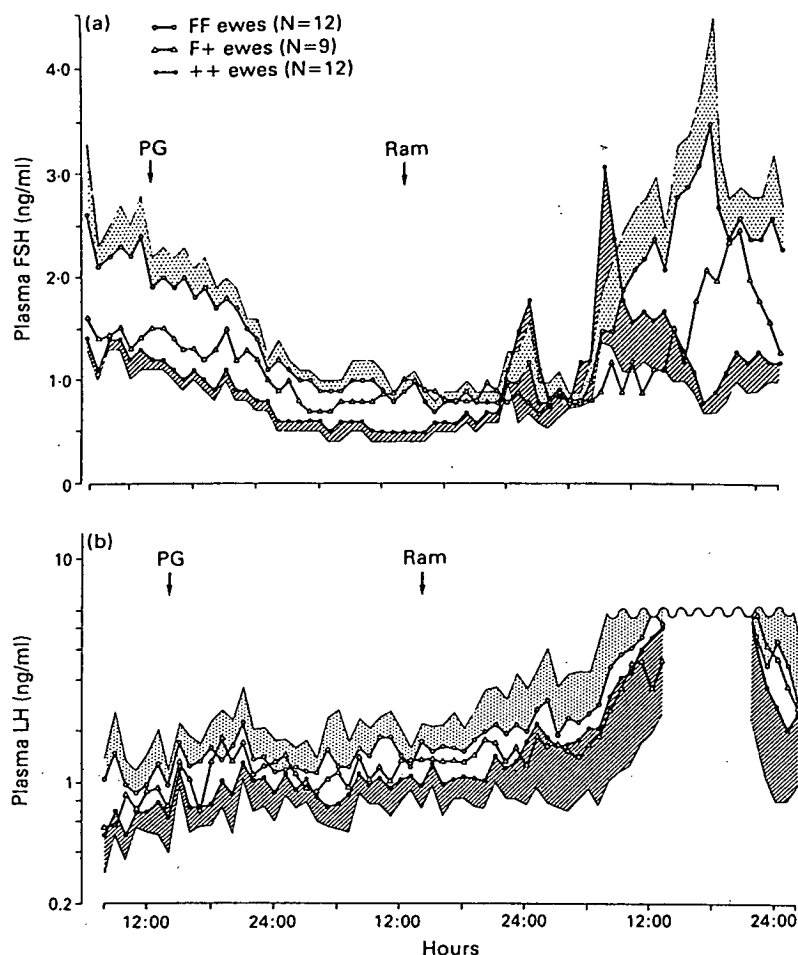 (a)
FF ewes (N=12)
F+ ewes (N=9)
++ ewes (N=12)
Plasma FSH (ng/ml)
4·0
3·0
2·0
1·0
0
PG
Ram
(b)
Plasma LH (ng/ml)
10
1
0.2
PG
Ram
12:00 24:00 12:00 24:00 12:00 24:00
Hours